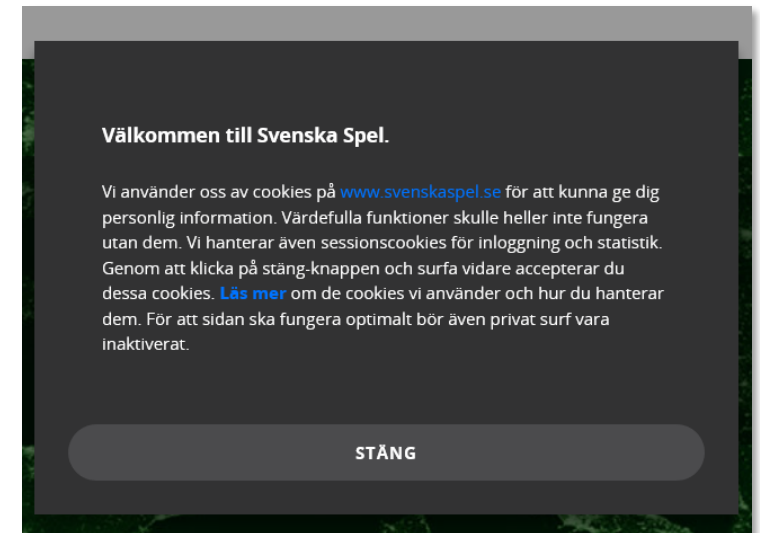 Välkommen till Svenska Spel.
Vi använder oss av cookies på www.svenskaspel.se för att kunna ge dig
personlig information. Värdefulla funktioner skulle heller inte fungera
utan dem. Vi hanterar även sessionscookies för inloggning och statistik.
Genom att klicka på stäng-knappen och surfa vidare accepterar du
dessa cookies. Läs mer om de cookies vi använder och hur du hanterar
dem. För att sidan ska fungera optimalt bör även privat surf vara
inaktiverat.
STÄNG